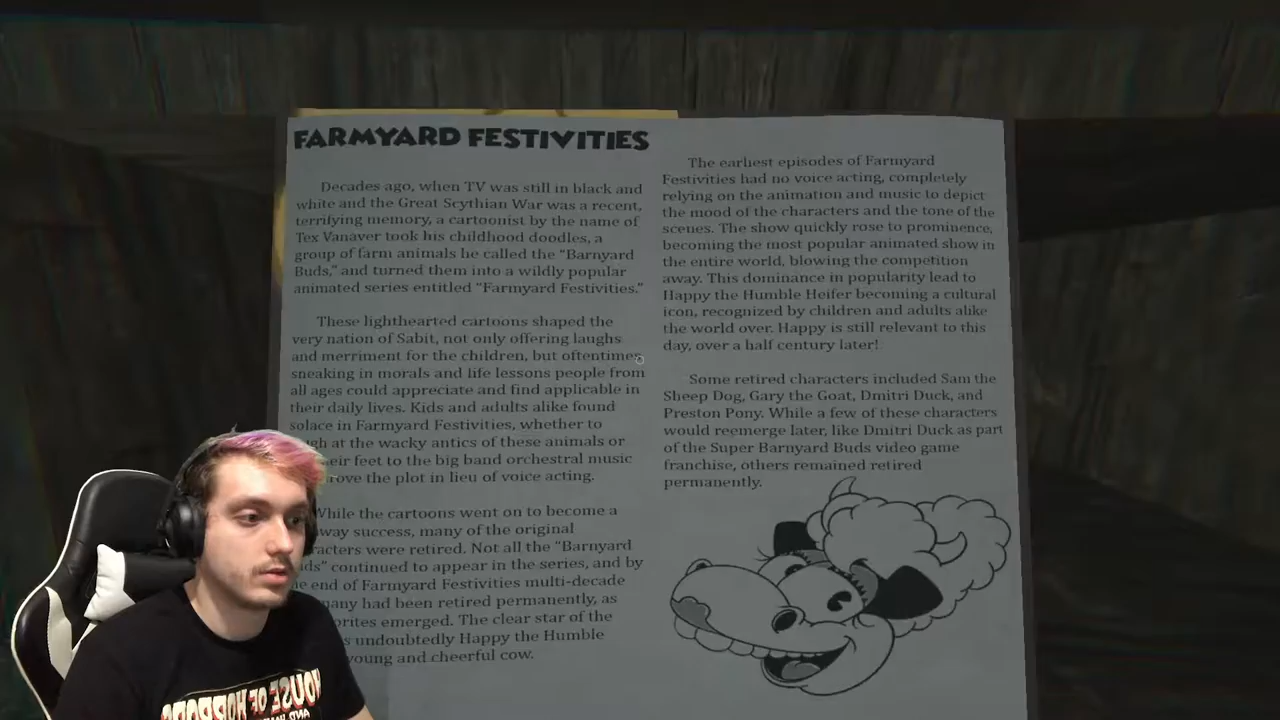 FARMYARD FESTIVITIES
Decades ago, when TV was still in black and
white and the Great Scythian War was a recent,
terrifying memory, a cartoonist by the name of
Tex Vanaver took his childhood doodles, a
group of farm animals he called the “Barnyard
Buds,” and turned them into a wildly popular
animated series entitled “Farmyard Festivities.”
These lighthearted cartoons shaped the
very nation of Sabit, not only offering laughs
and merriment for the children, but oftentimes
sneaking in morals and life lessons people from
all ages could appreciate and find applicable in
their daily lives. Kids and adults alike found
solace in Farmyard Festivities, whether to
at the wacky antics of these animals or
feet to the big band orchestral music
the plot in lieu of voice acting.
While the cartoons went on to become a
success, many of the original
were retired. Not all the “Barnyard
continued to appear in the series, and by
end of Farmyard Festivities multi-decade
many had been retired permanently, as
emerged. The clear star of the
undoubtedly Happy the Humble
young and cheerful cow.
The earliest episodes of Farmyard
Festivities had no voice acting, completely
relying on the animation and music to depict
the mood of the characters and the tone of the
scenes. The show quickly rose to prominence,
becoming the most popular animated show in
the entire world, blowing the competition
away. This dominance in popularity lead to
Happy the Humble Heifer becoming a cultural
icon, recognized by children and adults alike
the world over. Happy is still relevant to this
day, over a half century later!
Some retired characters included Sam the
Sheep Dog, Gary the Goat, Dmitri Duck, and
Preston Pony. While a few of these characters
would reemerge later, like Dmitri Duck as part
of the Super Barnyard Buds video game
franchise, others remained retired
permanently.
HOUSE OF HORRORS